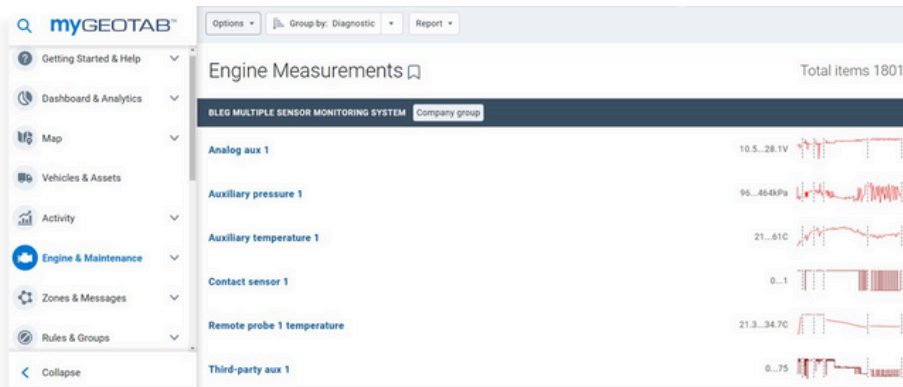 myGEOTAB™
Getting Started & Help
Dashboard & Analytics
Map
Vehicles & Assets
Activity
Engine & Maintenance
Zones & Messages
Rules & Groups
Collapse
Options Group by: Diagnostic Report
Engine Measurements Total items 1801
BLEG MULTIPLE SENSOR MONITORING SYSTEM Company group
Analog aux 1 10.5...28.1V
Auxiliary pressure 1 96...464kPa
Auxiliary temperature 1 21...61C
Contact sensor 1 0...1
Remote probe 1 temperature 21.3...34.7C
Third-party aux 1 0...75